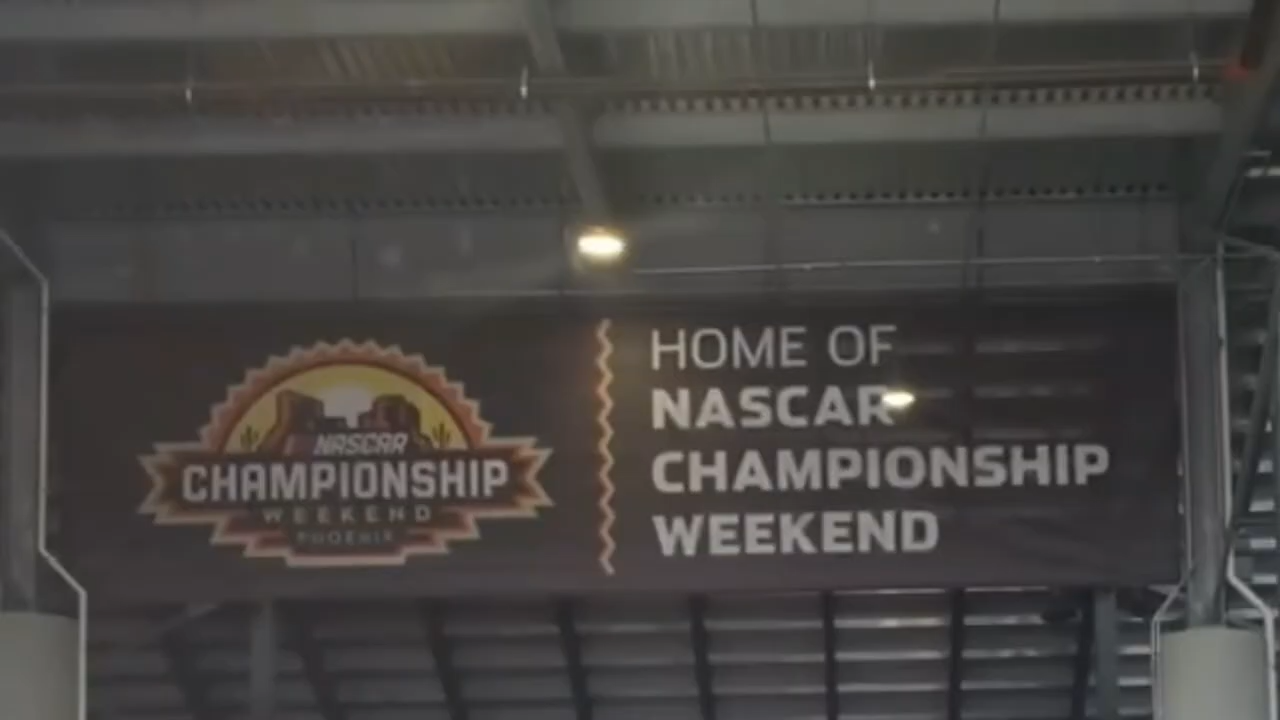 NASCAR
CHAMPIONSHIP
WEEKEND
PHOENIX
HOME OF
NASCAR
CHAMPIONSHIP
WEEKEND